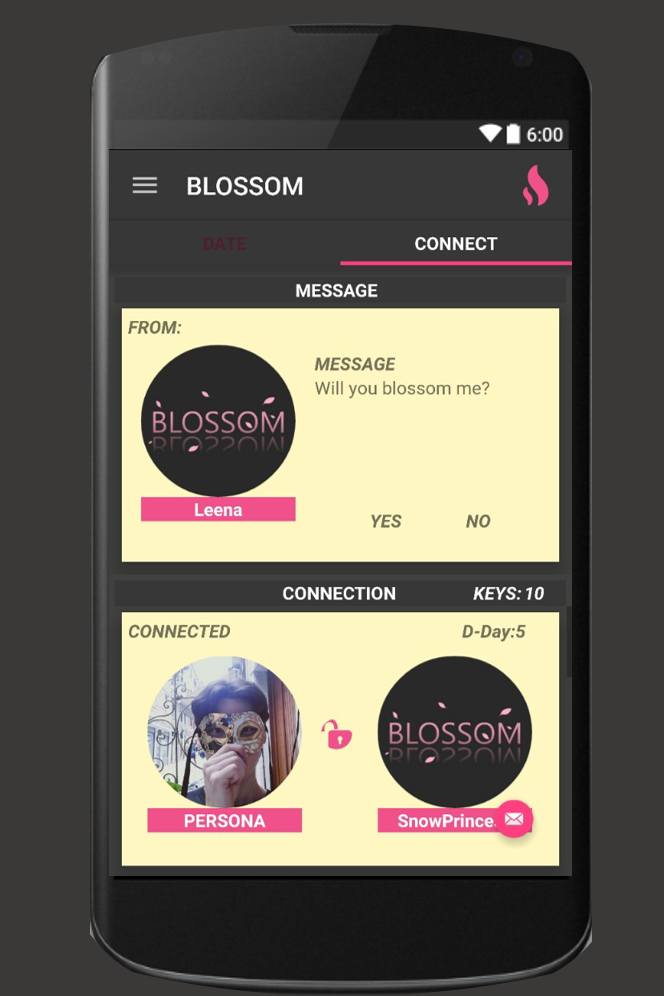 6:00
BLOSSOM
DATE
CONNECT
MESSAGE
FROM:
MESSAGE
Will you blossom me?
BLOSSOM
Leena
YES
NO
CONNECTION
KEYS: 10
CONNECTED
D-Day:5
BLOSSOM
PERSONA
SnowPrince